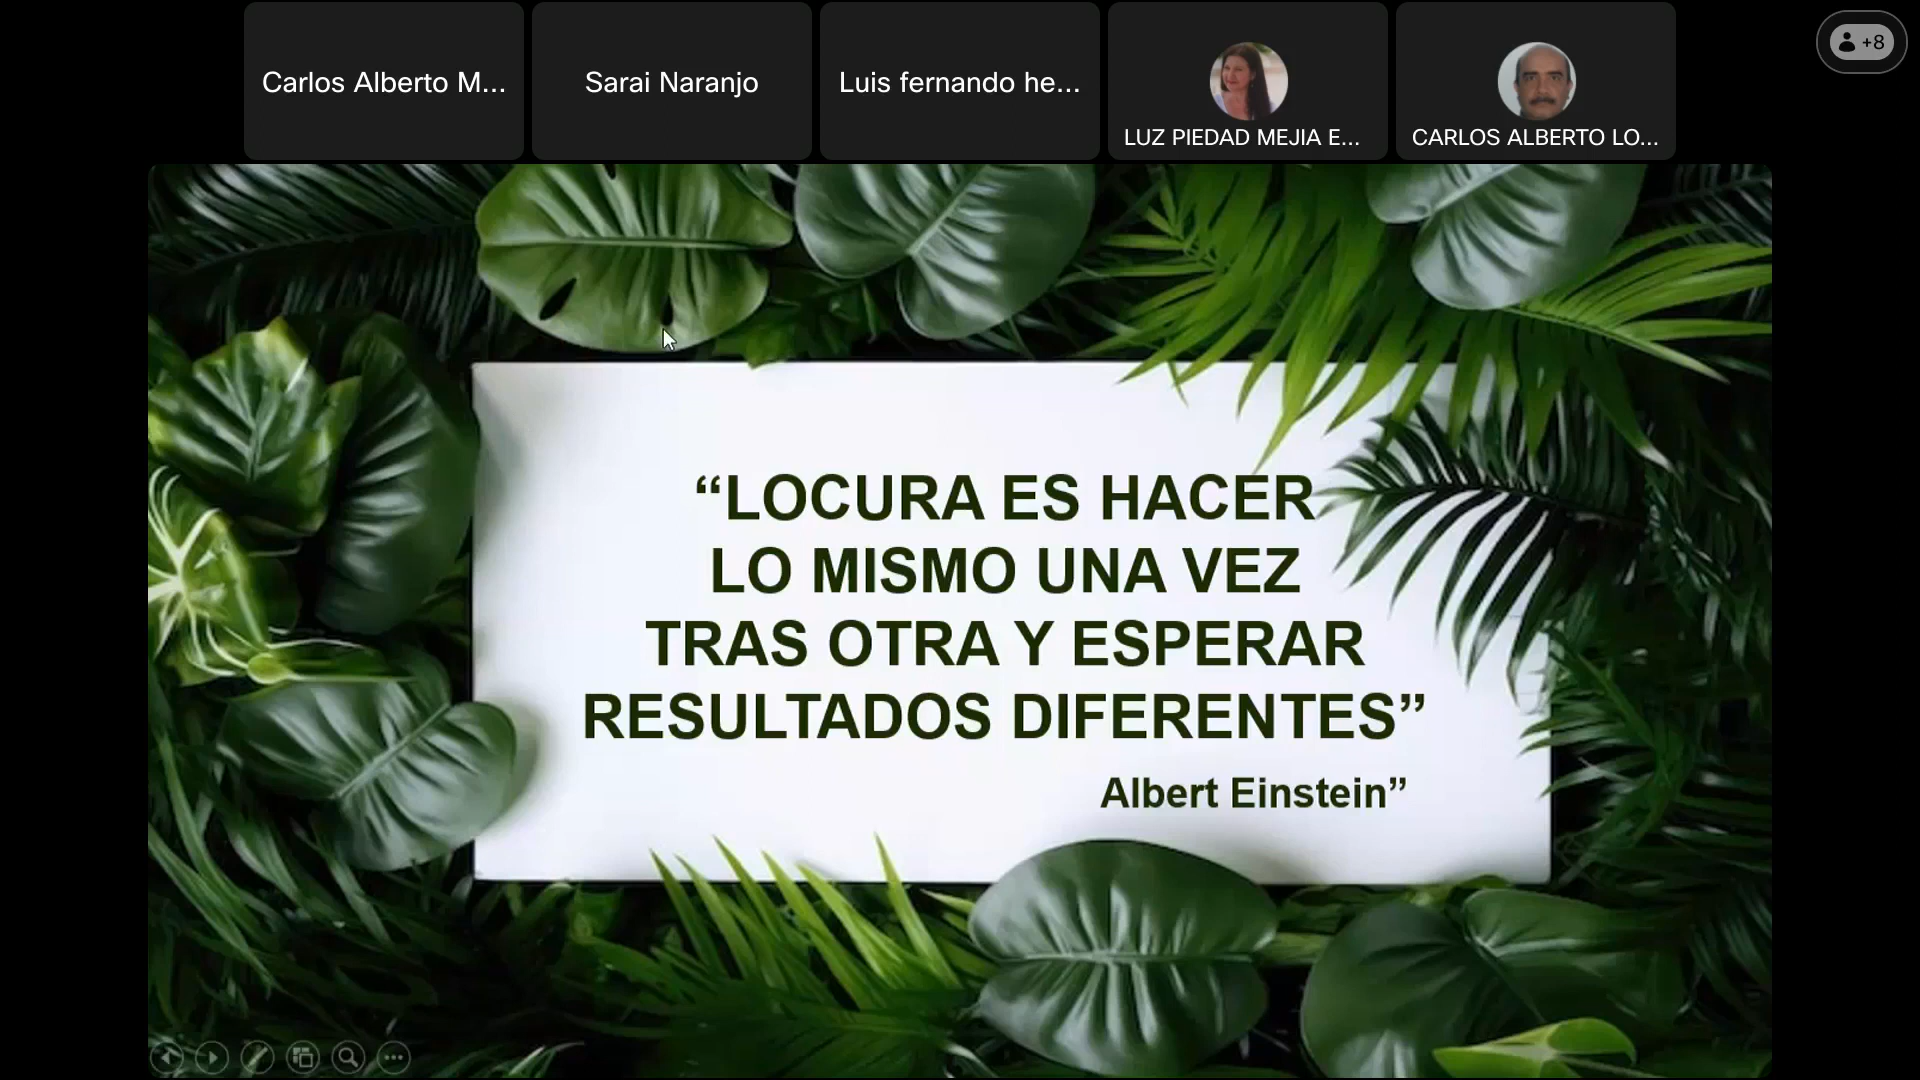 Carlos Alberto M...
Sarai Naranjo
Luis fernando he...
LUZ PIEDAD MEJIA E...
CARLOS ALBERTO LO...
+8
“LOCURA ES HACER
LO MISMO UNA VEZ
TRAS OTRA Y ESPERAR
RESULTADOS DIFERENTES”
Albert Einstein”